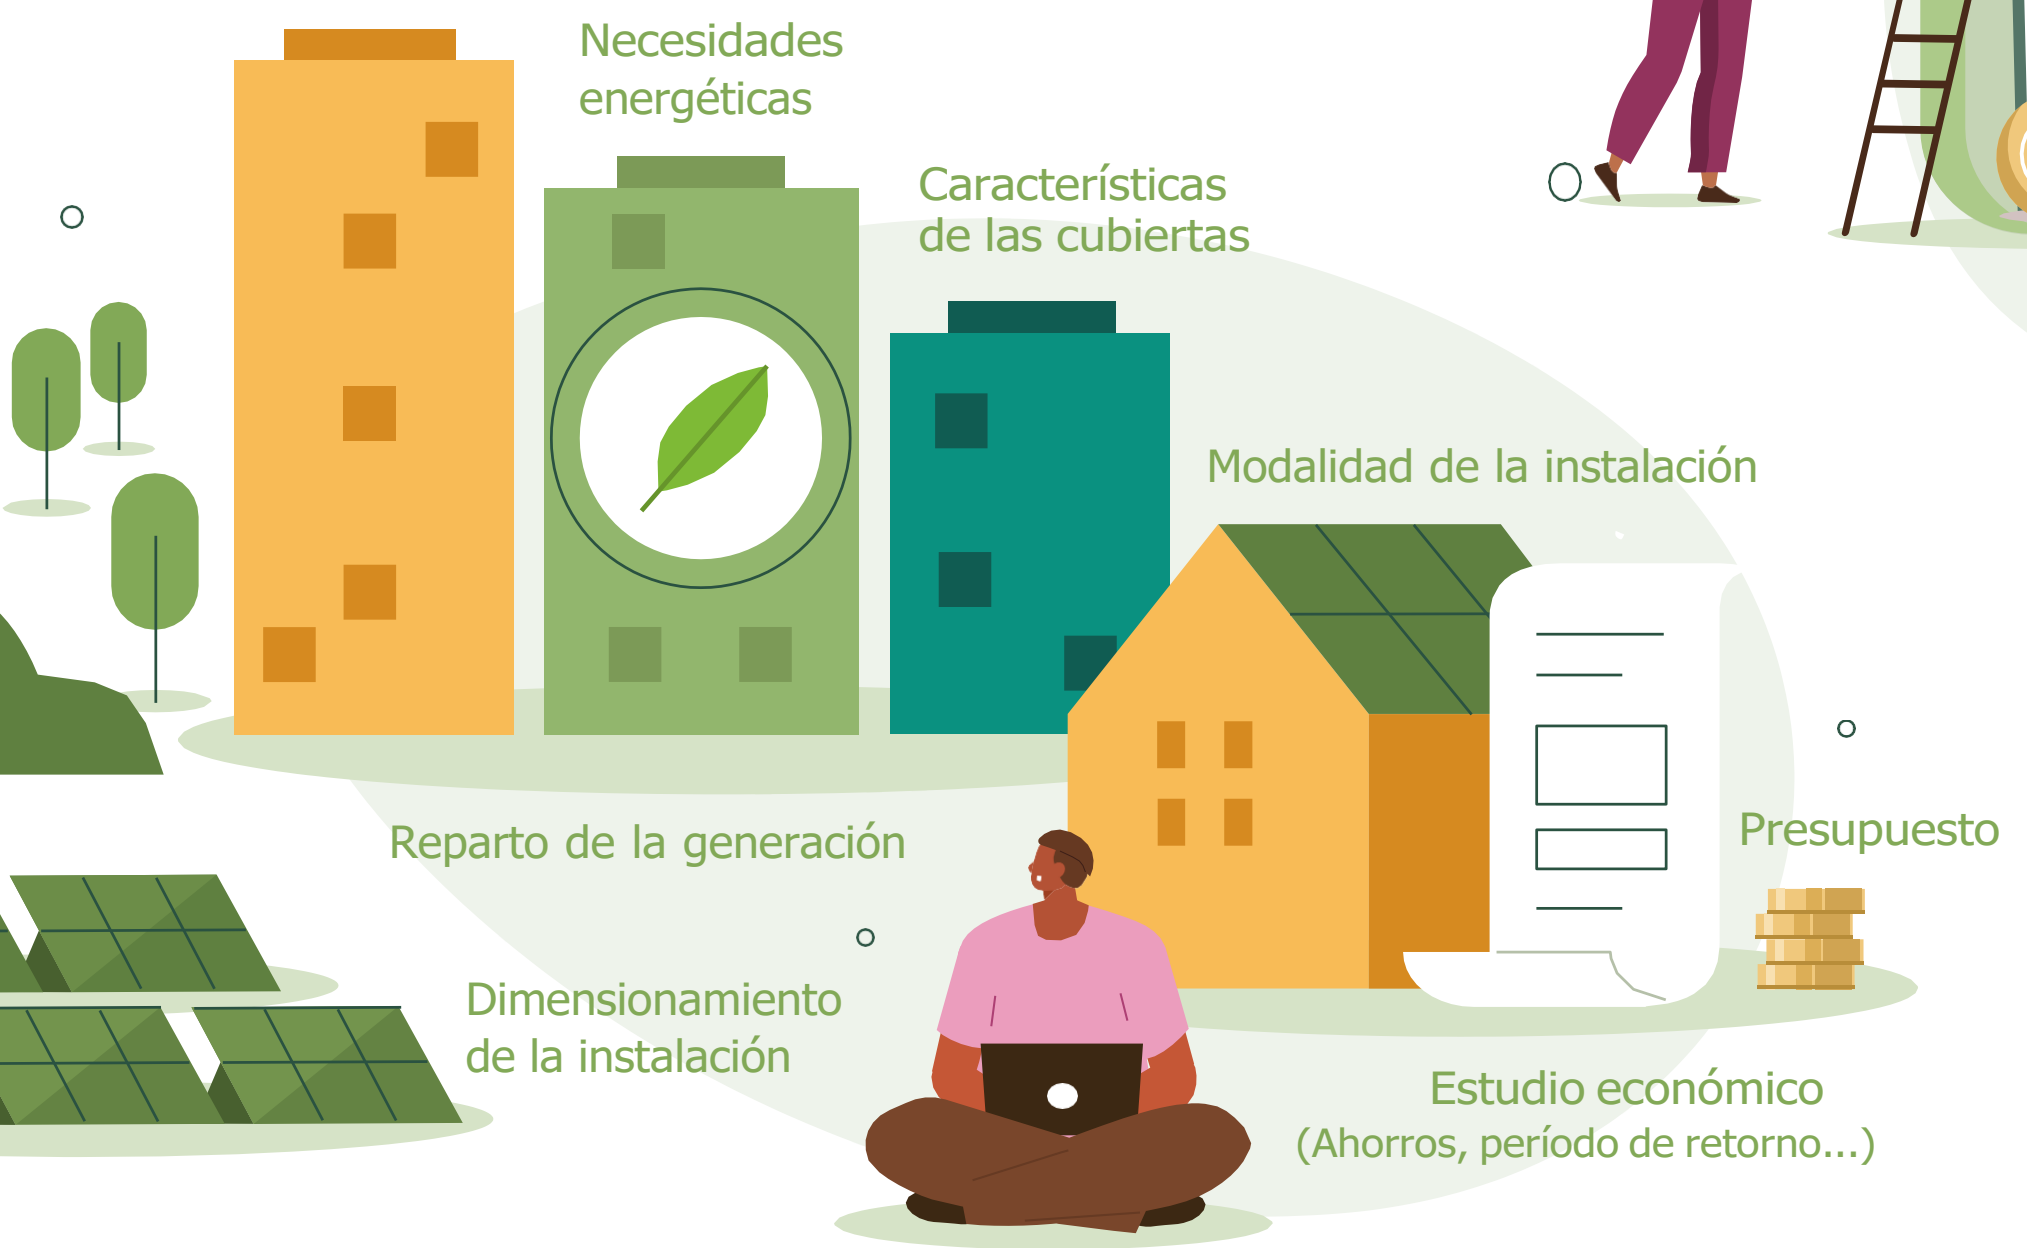 Necesidades
energéticas
Características
de las cubiertas
Modalidad de la instalación
Reparto de la generación
Presupuesto
Dimensionamiento
de la instalación
Estudio económico
(Ahorros, período de retorno...)